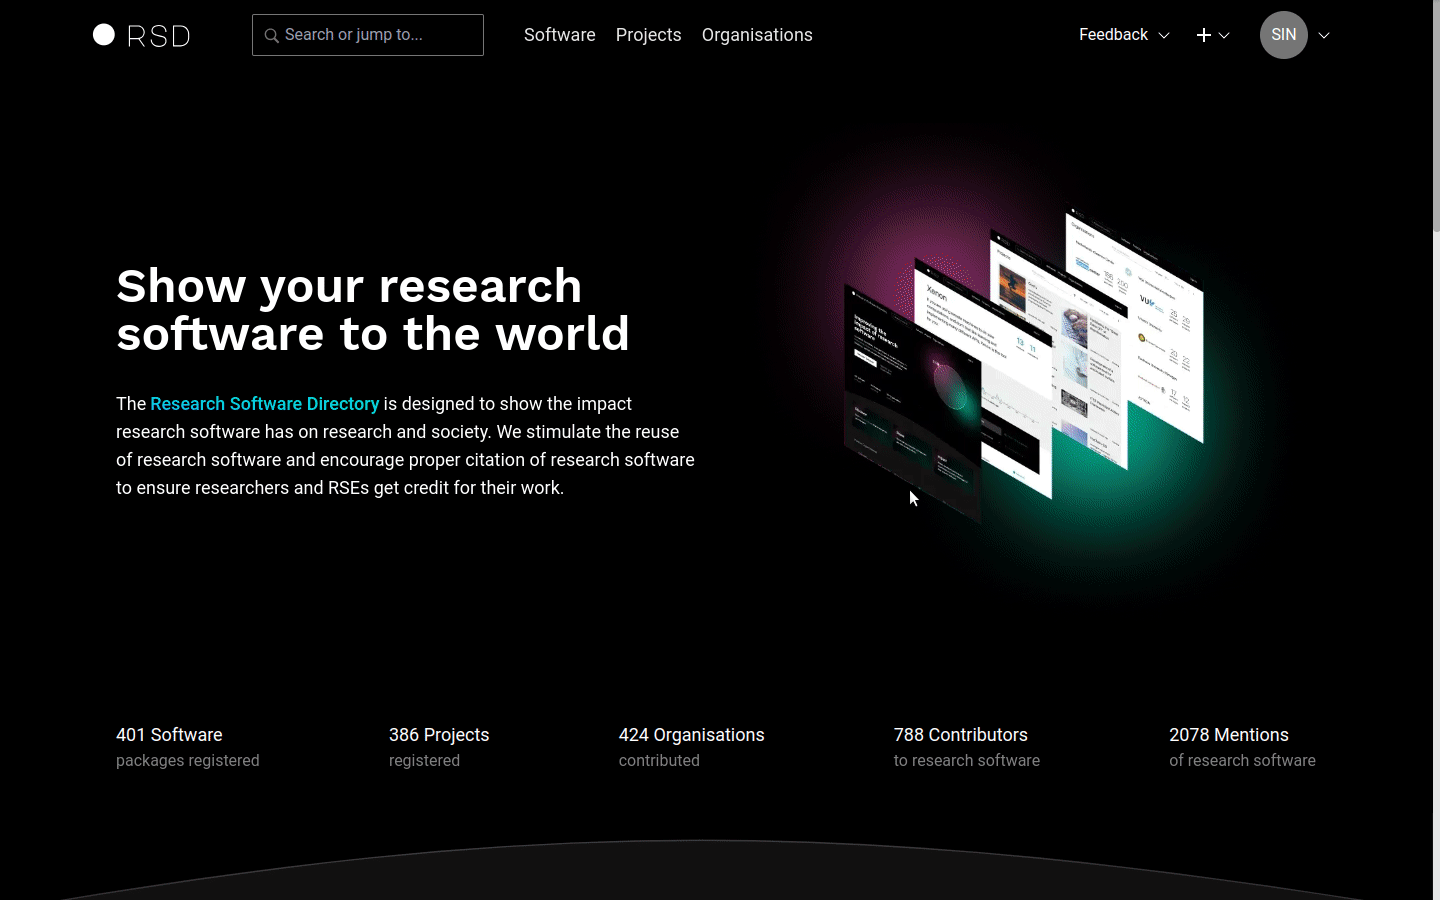 RSD
Search or jump to...
Software Projects Organisations
Feedback
SIN
Show your research
software to the world
The Research Software Directory is designed to show the impact
research software has on research and society. We stimulate the reuse
of research software and encourage proper citation of research software
to ensure researchers and RSEs get credit for their work.
Xenon
401 Software
packages registered
386 Projects
registered
424 Organisations
contributed
788 Contributors
to research software
2078 Mentions
of research software